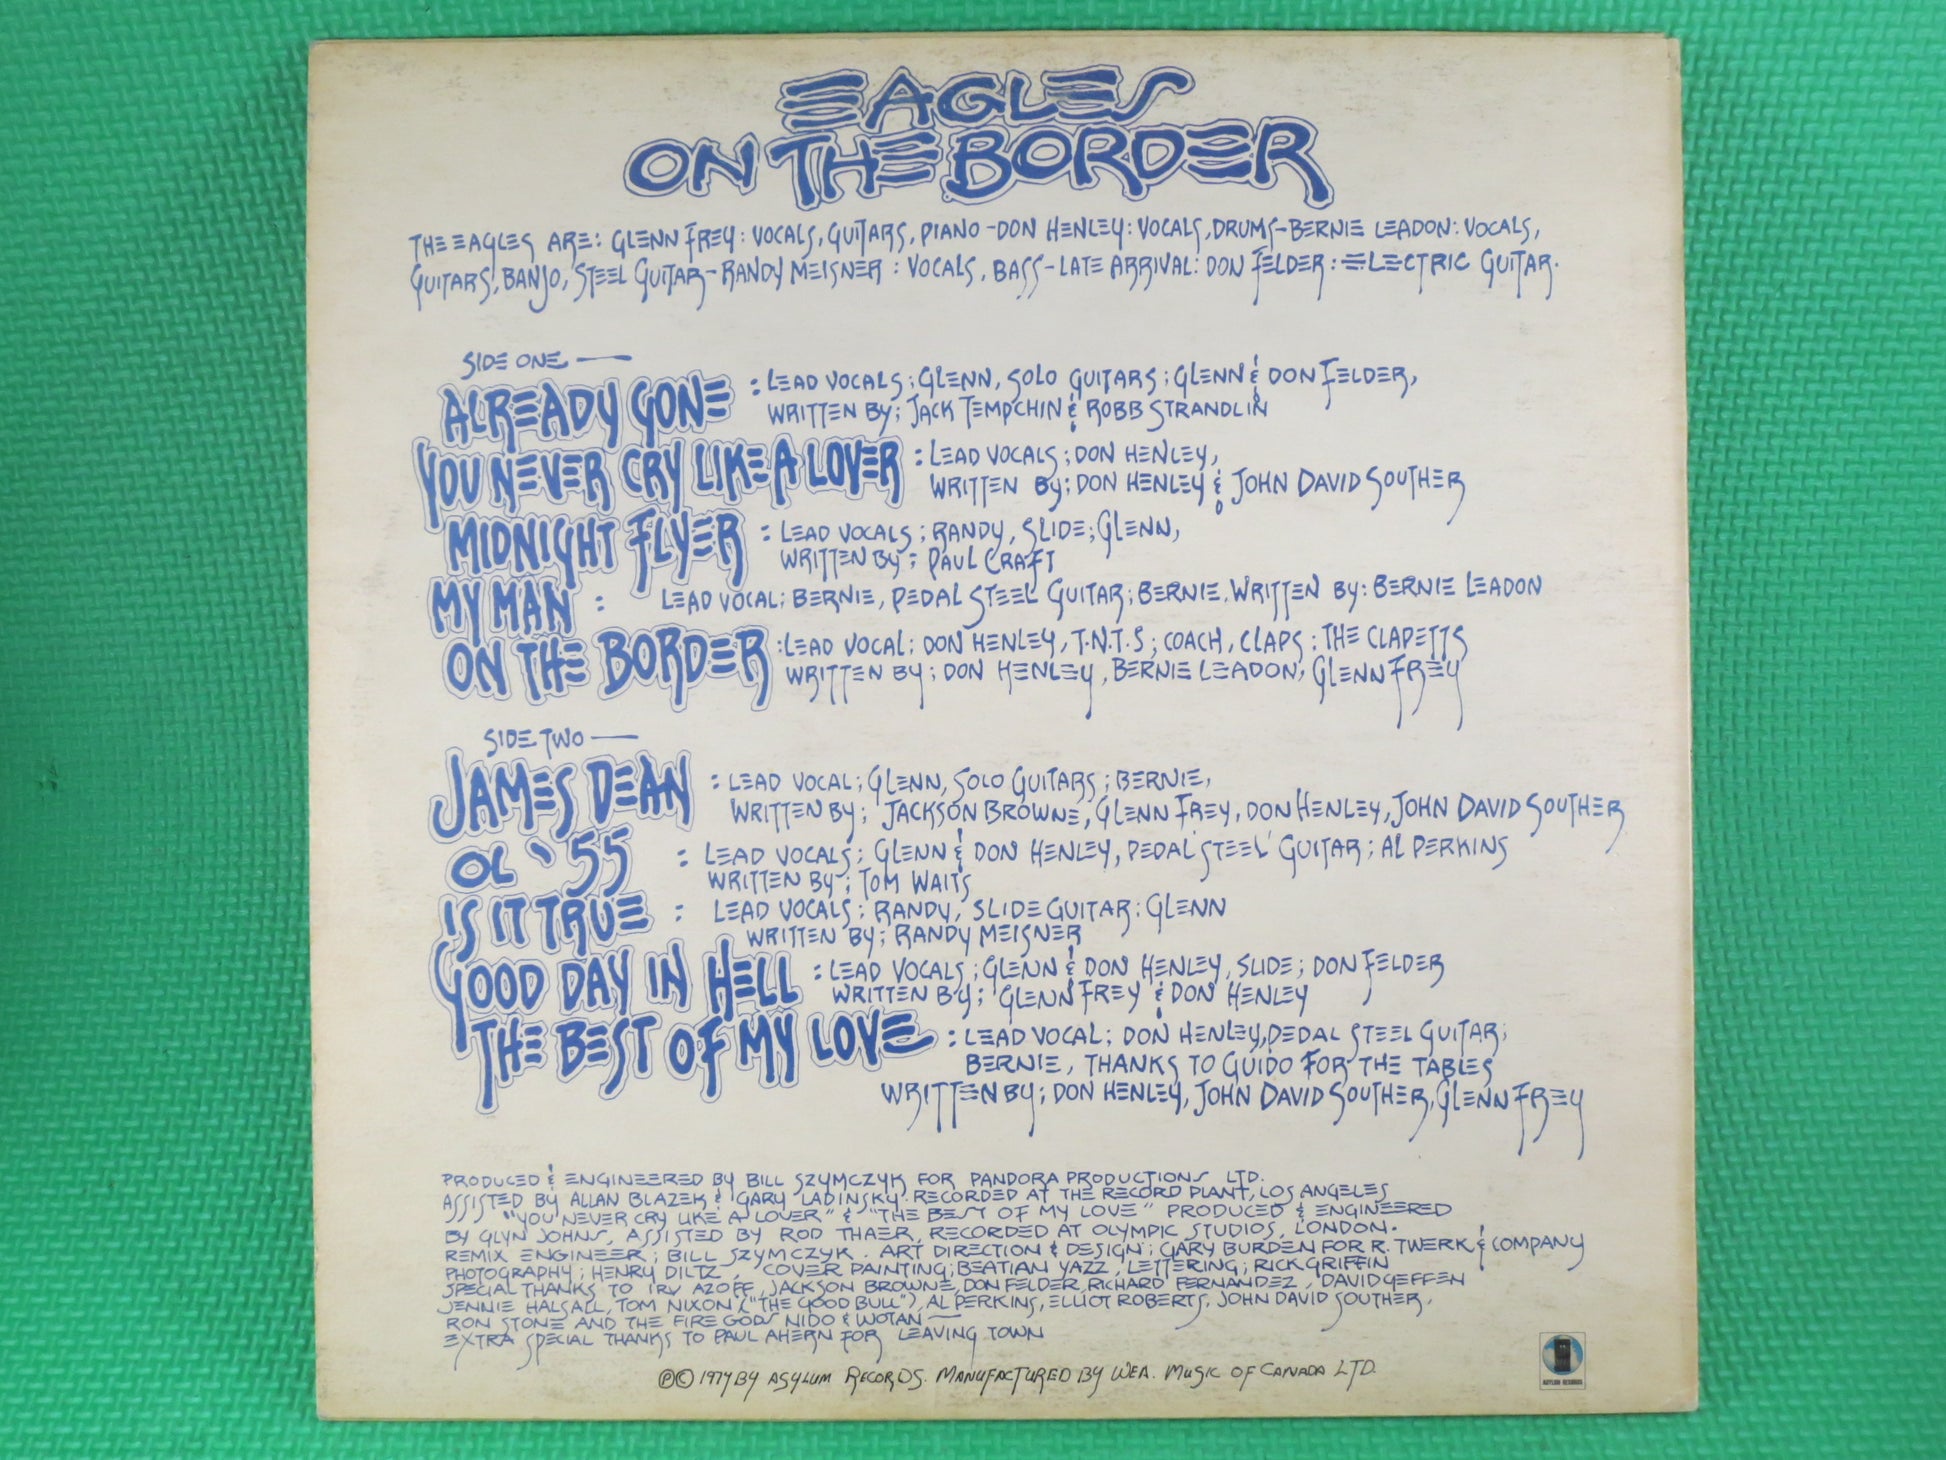 EAGLES
ON THE BORDER
THE EAGLES ARE: GLENN FREY: VOCALS, GUITARS, PIANO - DON HENLEY: VOCALS, DRUMS - BERNIE LEADON: VOCALS,
GUITARS, BANJO, STEEL GUITAR - RANDY MEISNER: VOCALS, BASS - LATE ARRIVAL: DON FELDER: ELECTRIC GUITAR.
SIDE ONE —
ALREADY GONE : LEAD VOCALS; GLENN, SOLO GUITARS; GLENN & DON FELDER,
WRITTEN BY; JACK TEMPCHIN & ROBB STRANDLIN
YOU NEVER CRY LIKE A LOVER : LEAD VOCALS; DON HENLEY,
WRITTEN BY; DON HENLEY & JOHN DAVID SOUTHER
MIDNIGHT FLYER : LEAD VOCALS; RANDY, SLIDE; GLENN,
WRITTEN BY; PAUL CRAFT
MY MAN : LEAD VOCAL; BERNIE, PEDAL STEEL GUITAR; BERNIE. WRITTEN BY: BERNIE LEADON
ON THE BORDER : LEAD VOCAL; DON HENLEY, T.N.T.S; COACH, CLAPS; THE CLAPETTS
WRITTEN BY; DON HENLEY, BERNIE LEADON, GLENN FREY
SIDE TWO —
JAMES DEAN : LEAD VOCAL; GLENN, SOLO GUITARS; BERNIE,
WRITTEN BY; JACKSON BROWNE, GLENN FREY, DON HENLEY, JOHN DAVID SOUTHER
OL '55 : LEAD VOCALS; GLENN & DON HENLEY, PEDAL STEEL GUITAR; AL PERKINS
WRITTEN BY; TOM WAITS
IS IT TRUE : LEAD VOCALS; RANDY, SLIDE GUITAR: GLENN
WRITTEN BY; RANDY MEISNER
GOOD DAY IN HELL : LEAD VOCALS; GLENN & DON HENLEY, SLIDE; DON FELDER
WRITTEN BY; GLENN FREY & DON HENLEY
THE BEST OF MY LOVE : LEAD VOCAL; DON HENLEY, PEDAL STEEL GUITAR;
BERNIE, THANKS TO GUIDO FOR THE TABLES
WRITTEN BY; DON HENLEY, JOHN DAVID SOUTHER, GLENN FREY
PRODUCED & ENGINEERED BY BILL SZYMCZYK FOR PANDORA PRODUCTIONS LTD.
ASSISTED BY ALLAN BLAZEK & GARY LADINSKY. RECORDED AT THE RECORD PLANT, LOS ANGELES
"YOU NEVER CRY LIKE A LOVER" & "THE BEST OF MY LOVE" PRODUCED & ENGINEERED
BY GLYN JOHNS, ASSISTED BY ROD THAER, RECORDED AT OLYMPIC STUDIOS, LONDON.
REMIX ENGINEER; BILL SZYMCZYK. ART DIRECTION & DESIGN; GARY BURDEN FOR R. TWERK & COMPANY
PHOTOGRAPHY; HENRY DILTZ, COVER PAINTING; BEATIAN YAZZ, LETTERING; RICK GRIFFIN
SPECIAL THANKS TO IRV AZOFF, JACKSON BROWNE, DON FELDER, RICHARD FERNANDEZ, DAVID GEFFEN
JENNIE HALSALL, TOM NIXON ("THE GOOD BULL"), AL PERKINS, ELLIOT ROBERTS, JOHN DAVID SOUTHER,
RON STONE AND THE FIRE GODS NIDO & WOTAN —
EXTRA SPECIAL THANKS TO PAUL AHERN FOR LEAVING TOWN
℗© 1974 BY ASYLUM RECORDS. MANUFACTURED BY WEA. MUSIC OF CANADA LTD.
ASYLUM RECORDS